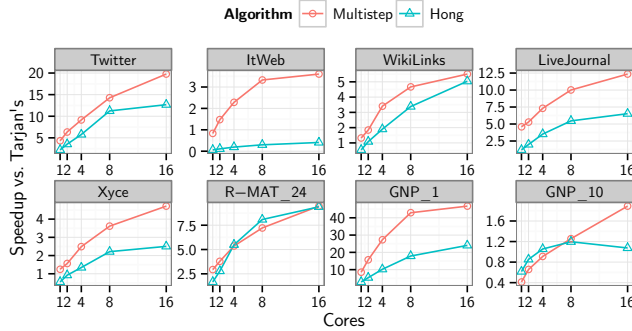 Algorithm Multistep Hong
Speedup vs. Tarjan's
Twitter ItWeb WikiLinks LiveJournal
20 3 5 12.5
15 2 4 10.0
10 1 3 7.5
5 0 2 5.0
1 2.5
12 4 8 16 12 4 8 16 12 4 8 16 12 4 8 16
Xyce R−MAT_24 GNP_1 GNP_10
4 7.5 40 1.6
3 5.0 30 1.2
2 2.5 20 0.8
1 10 0.4
12 4 8 16 12 4 8 16 12 4 8 16 12 4 8 16
Cores